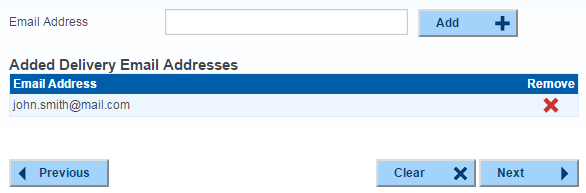 Email Address Add
Added Delivery Email Addresses
Email Address Remove
john.smith@mail.com
Previous Clear Next